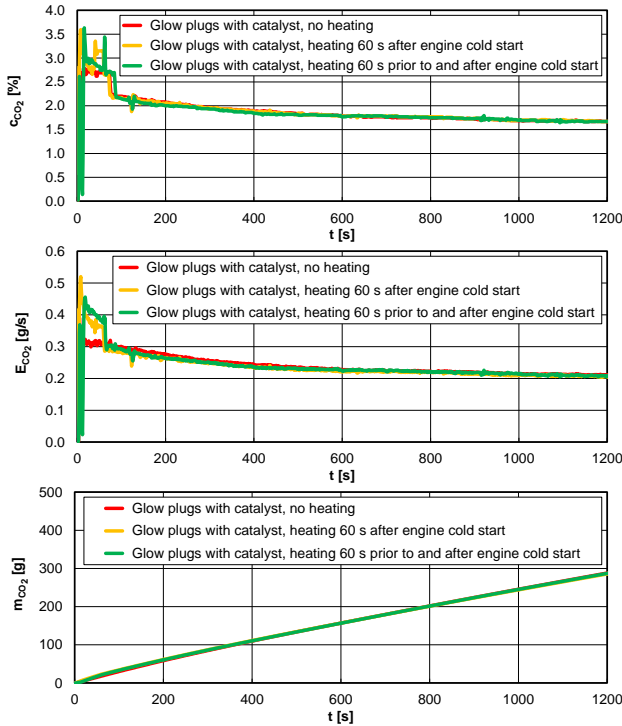 4.0
3.5
3.0
2.5
2.0
1.5
1.0
0.5
0.0
cCO2 [%]
Glow plugs with catalyst, no heating
Glow plugs with catalyst, heating 60 s after engine cold start
Glow plugs with catalyst, heating 60 s prior to and after engine cold start
0 200 400 600 800 1000 1200
t [s]
0.6
0.5
0.4
0.3
0.2
0.1
0.0
ECO2 [g/s]
Glow plugs with catalyst, no heating
Glow plugs with catalyst, heating 60 s after engine cold start
Glow plugs with catalyst, heating 60 s prior to and after engine cold start
0 200 400 600 800 1000 1200
t [s]
500
400
300
200
100
0
mCO2 [g]
Glow plugs with catalyst, no heating
Glow plugs with catalyst, heating 60 s after engine cold start
Glow plugs with catalyst, heating 60 s prior to and after engine cold start
0 200 400 600 800 1000 1200
t [s]